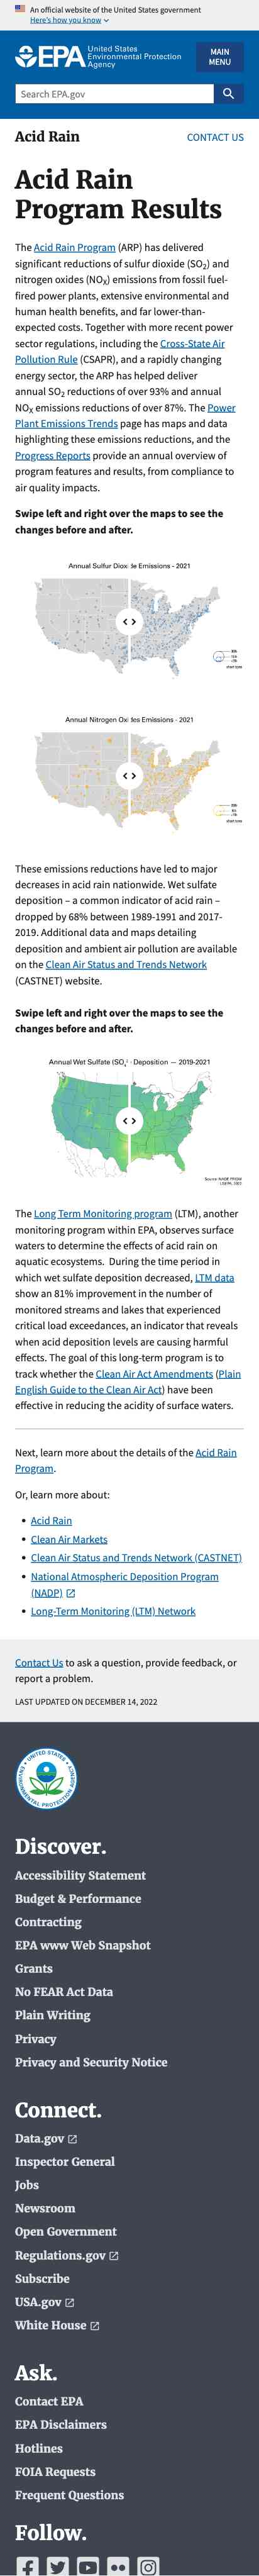 An official website of the United States government
Here's how you know
EPA United States
Environmental Protection
Agency
MAIN
MENU
Search EPA.gov
Acid Rain
CONTACT US
Acid Rain
Program Results
The Acid Rain Program (ARP) has delivered
significant reductions of sulfur dioxide (SO2) and
nitrogen oxides (NOX) emissions from fossil fuel-
fired power plants, extensive environmental and
human health benefits, and far lower-than-
expected costs. Together with more recent power
sector regulations, including the Cross-State Air
Pollution Rule (CSAPR), and a rapidly changing
energy sector, the ARP has helped deliver
annual SO2 reductions of over 93% and annual
NOX emissions reductions of over 87%. The Power
Plant Emissions Trends page has maps and data
highlighting these emissions reductions, and the
Progress Reports provide an annual overview of
program features and results, from compliance to
air quality impacts.
Swipe left and right over the maps to see the
changes before and after.
Annual Sulfur Diox ide Emissions - 2021
Annual Nitrogen Oxi des Emissions - 2021
These emissions reductions have led to major
decreases in acid rain nationwide. Wet sulfate
deposition – a common indicator of acid rain –
dropped by 68% between 1989-1991 and 2017-
2019. Additional data and maps detailing
deposition and ambient air pollution are available
on the Clean Air Status and Trends Network
(CASTNET) website.
Swipe left and right over the maps to see the
changes before and after.
Annual Wet Sulfate (SO4 2- Deposition — 2019-2021
The Long Term Monitoring program (LTM), another
monitoring program within EPA, observes surface
waters to determine the effects of acid rain on
aquatic ecosystems. During the time period in
which wet sulfate deposition decreased, LTM data
show an 81% improvement in the number of
monitored streams and lakes that experienced
critical load exceedances, an indicator that reveals
when acid deposition levels are causing harmful
effects. The goal of this long-term program is to
track whether the Clean Air Act Amendments (Plain
English Guide to the Clean Air Act) have been
effective in reducing the acidity of surface waters.
Next, learn more about the details of the Acid Rain
Program.
Or, learn more about:
• Acid Rain
• Clean Air Markets
• Clean Air Status and Trends Network (CASTNET)
• National Atmospheric Deposition Program
(NADP)
• Long-Term Monitoring (LTM) Network
Contact Us to ask a question, provide feedback, or
report a problem.
LAST UPDATED ON DECEMBER 14, 2022
UNITED STATES
ENVIRONMENTAL PROTECTION AGENCY
Discover.
Accessibility Statement
Budget & Performance
Contracting
EPA www Web Snapshot
Grants
No FEAR Act Data
Plain Writing
Privacy
Privacy and Security Notice
Connect.
Data.gov
Inspector General
Jobs
Newsroom
Open Government
Regulations.gov
Subscribe
USA.gov
White House
Ask.
Contact EPA
EPA Disclaimers
Hotlines
FOIA Requests
Frequent Questions
Follow.